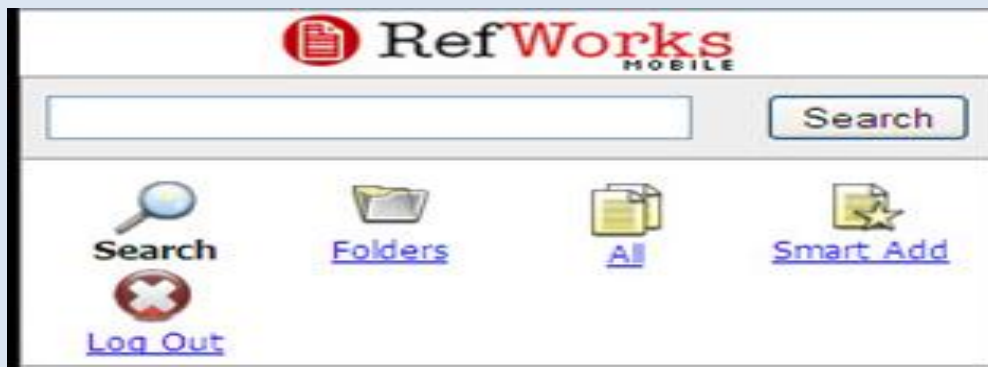 RefWorks
MOBILE
Search
Search Folders All Smart Add
Log Out